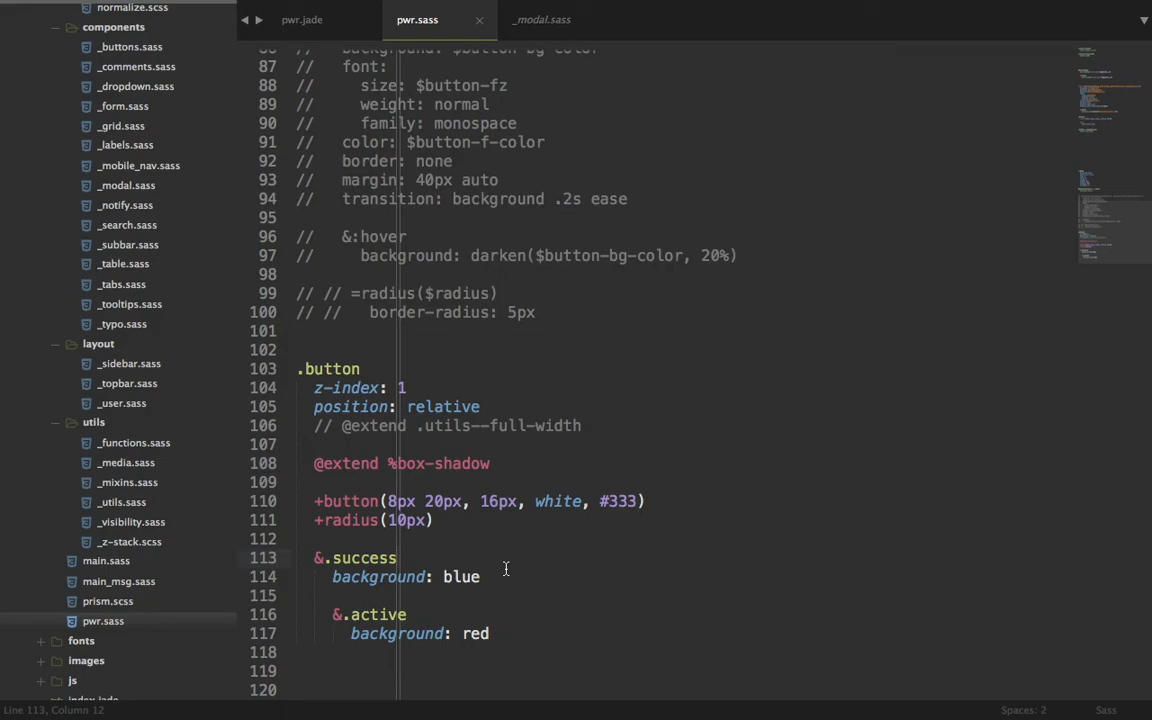 normalize.scss
components
_buttons.sass
_comments.sass
_dropdown.sass
_form.sass
_grid.sass
_labels.sass
_mobile_nav.sass
_modal.sass
_notify.sass
_search.sass
_subbar.sass
_table.sass
_tabs.sass
_tooltips.sass
_typo.sass
layout
_sidebar.sass
_topbar.sass
_user.sass
utils
_functions.sass
_media.sass
_mixins.sass
_utils.sass
_visibility.sass
_z-stack.scss
main.sass
main_msg.sass
prism.scss
pwr.sass
fonts
images
js
index.jade
pwr.jade
pwr.sass
_modal.sass
86 // background: $button-bg-color
87 // font:
88 // size: $button-fz
89 // weight: normal
90 // family: monospace
91 // color: $button-f-color
92 // border: none
93 // margin: 40px auto
94 // transition: background .2s ease
95
96 // &:hover
97 // background: darken($button-bg-color, 20%)
98
99 // // =radius($radius)
100 // // border-radius: 5px
101
102
103 .button
104 z-index: 1
105 position: relative
106 // @extend .utils--full-width
107
108 @extend %box-shadow
109
110 +button(8px 20px, 16px, white, #333)
111 +radius(10px)
112
113 &.success
114 background: blue
115
116 &.active
117 background: red
118
119
120
Line 113, Column 12
Spaces: 2
Sass